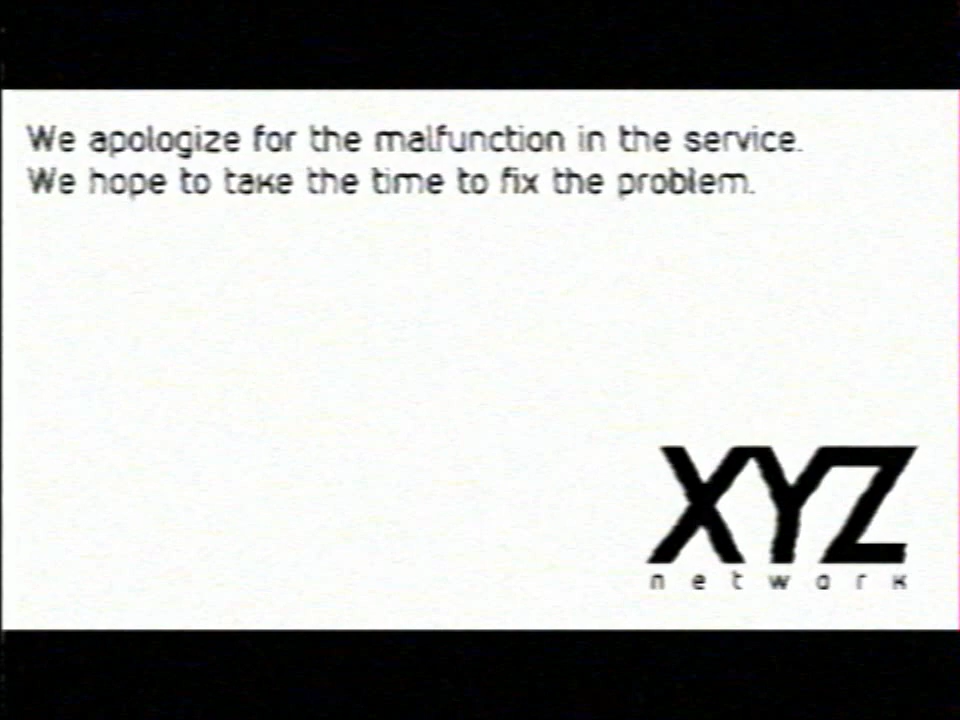 We apologize for the malfunction in the service.
We hope to take the time to fix the problem.
XYZ
network